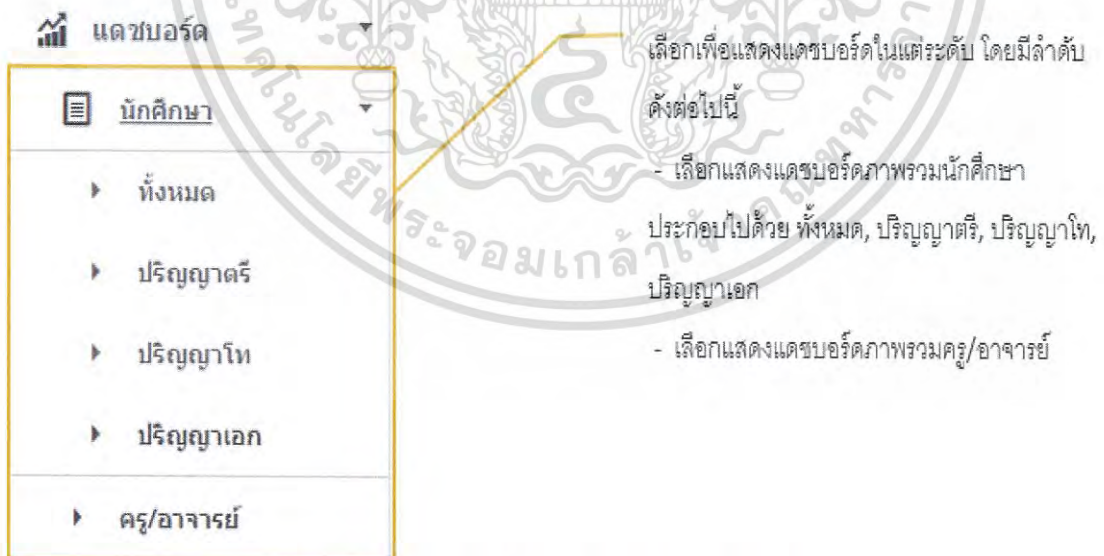 แดชบอร์ด
นักศึกษา
ทั้งหมด
ปริญญาตรี
ปริญญาโท
ปริญญาเอก
ครู/อาจารย์
เลือกเพื่อแสดงแดชบอร์ดในแต่ระดับ โดยมีลำดับ
ดังต่อไปนี้
- เลือกแสดงแดชบอร์ดภาพรวมนักศึกษา
ประกอบไปด้วย ทั้งหมด, ปริญญาตรี, ปริญญาโท,
ปริญญาเอก
- เลือกแสดงแดชบอร์ดภาพรวมครู/อาจารย์